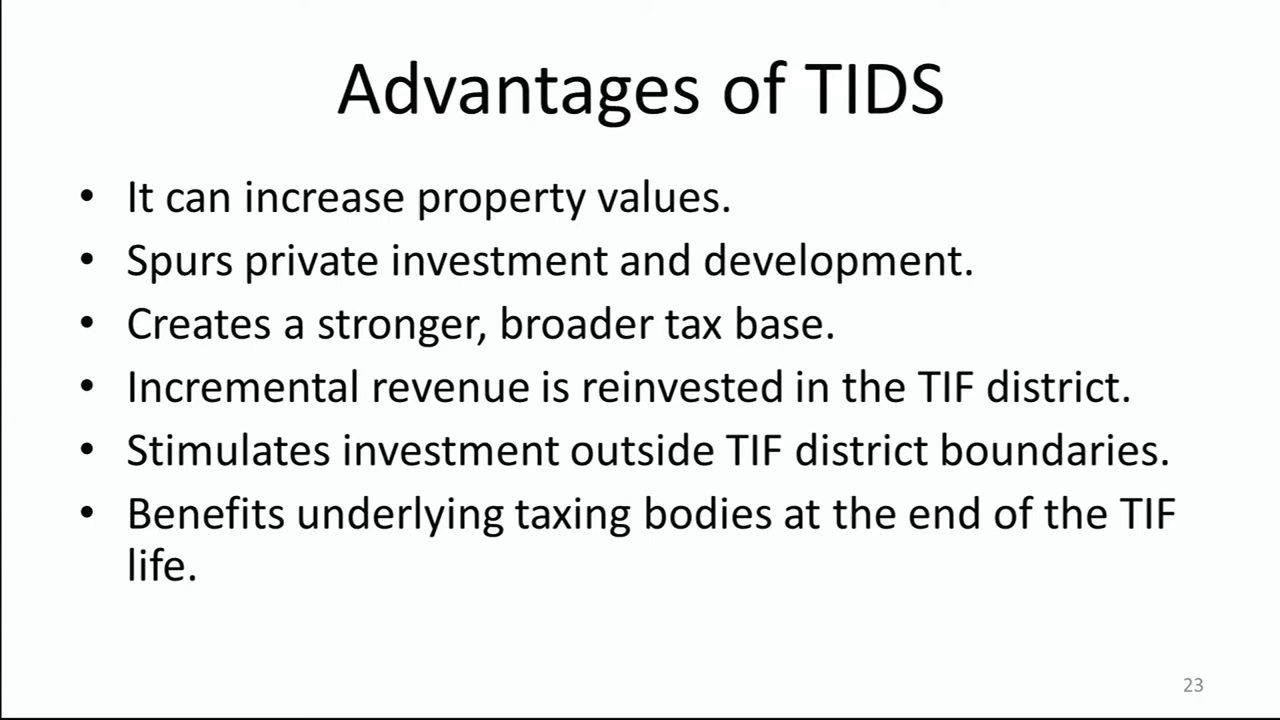 Advantages of TIDS
• It can increase property values.
• Spurs private investment and development.
• Creates a stronger, broader tax base.
• Incremental revenue is reinvested in the TIF district.
• Stimulates investment outside TIF district boundaries.
• Benefits underlying taxing bodies at the end of the TIF
life.
23